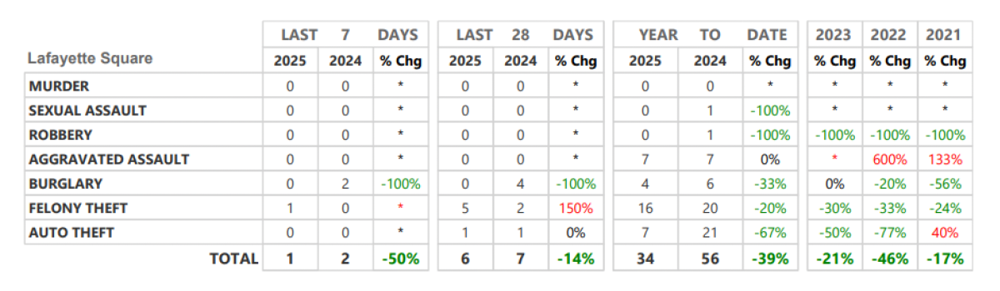 LAST 7 DAYS LAST 28 DAYS YEAR TO DATE 2023 2022 2021
Lafayette Square 2025 2024 % Chg 2025 2024 % Chg 2025 2024 % Chg % Chg % Chg % Chg
MURDER 0 0 * 0 0 * 0 0 * * * *
SEXUAL ASSAULT 0 0 * 0 0 * 0 1 -100% * * *
ROBBERY 0 0 * 0 0 * 0 1 -100% -100% -100% -100%
AGGRAVATED ASSAULT 0 0 * 0 0 * 7 7 0% * 600% 133%
BURGLARY 0 2 -100% 0 4 -100% 4 6 -33% 0% -20% -56%
FELONY THEFT 1 0 * 5 2 150% 16 20 -20% -30% -33% -24%
AUTO THEFT 0 0 * 1 1 0% 7 21 -67% -50% -77% 40%
TOTAL 1 2 -50% 6 7 -14% 34 56 -39% -21% -46% -17%